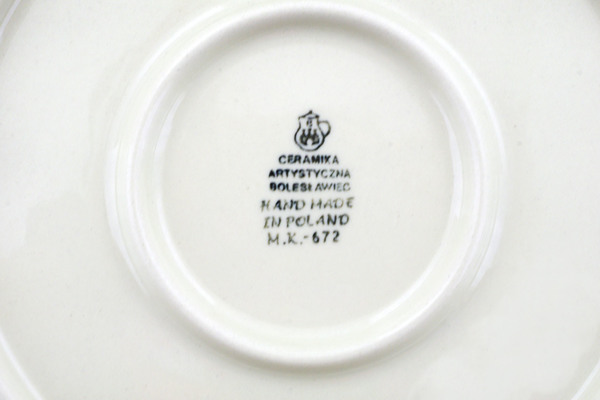 CERAMIKA
ARTYSTYCZNA
BOLESŁAWIEC
HAND MADE
IN POLAND
M.K.-672